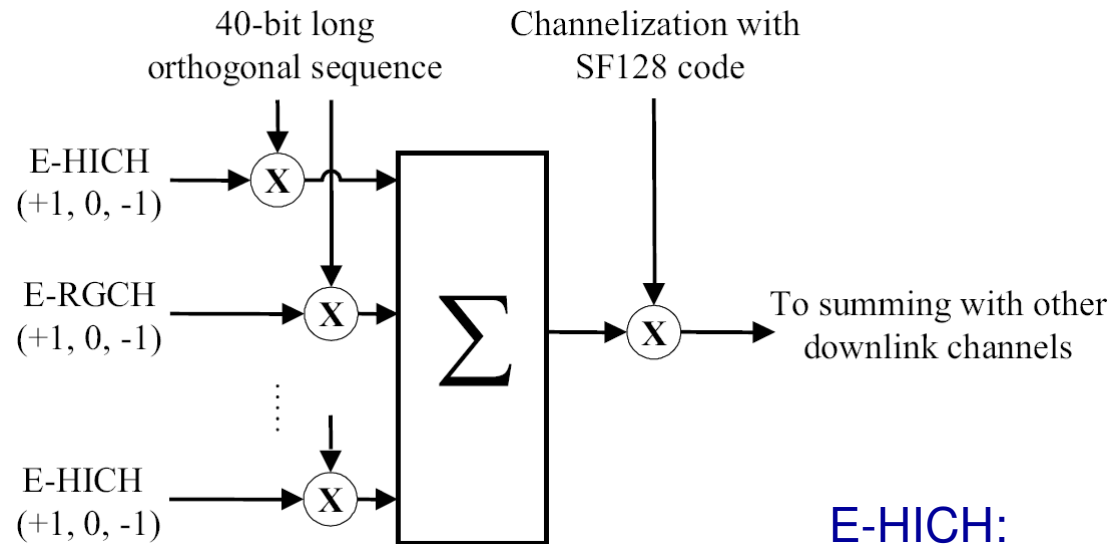 40-bit long
orthogonal sequence
Channelization with
SF128 code
E-HICH
(+1, 0, -1)
X
E-RGCH
(+1, 0, -1)
X
Σ
X
To summing with other
downlink channels
E-HICH
(+1, 0, -1)
X
E-HICH: